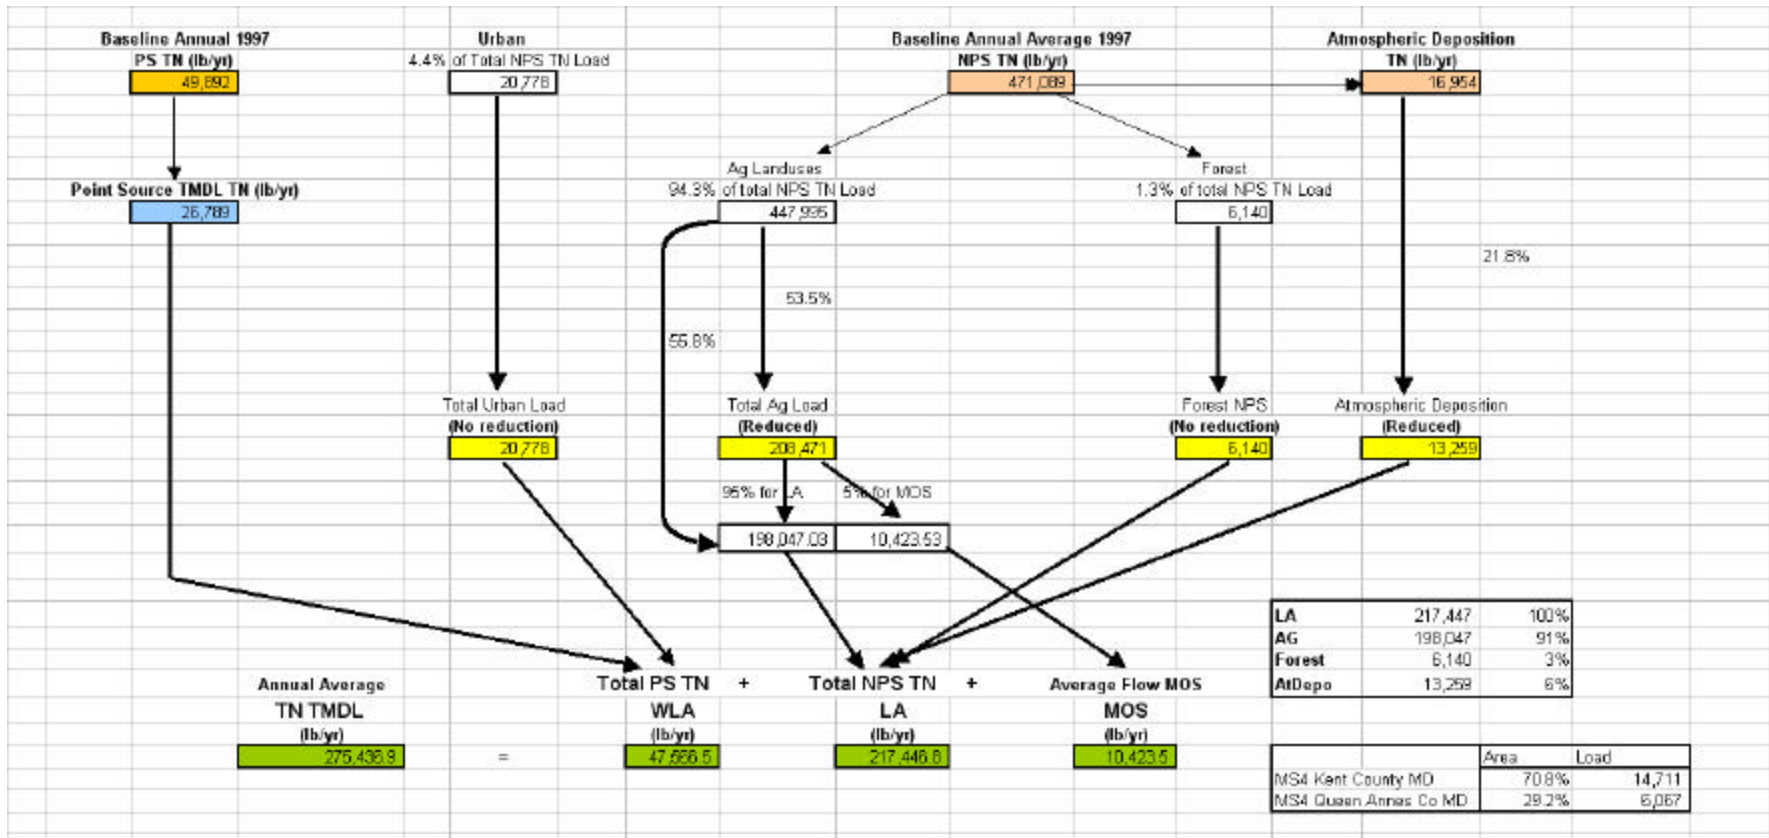 Baseline Annual 1997 Urban Baseline Annual Average 1997 Atmospheric Deposition
PS TN (lb/yr) 4.4% of Total NPS TN Load NPS TN (lb/yr) TN (lb/yr)
49,892 20,778 471,089 16,954
Ag Landuses Forest
Point Source TMDL TN (lb/yr) 94.3% of total NPS TN Load 1.3% of total NPS TN Load
26,789 447,995 6,140
21.8%
53.5%
55.8%
Total Urban Load Total Ag Load Forest NPS Atmospheric Deposition
(No reduction) (Reduced) (No reduction) (Reduced)
20,778 208,471 6,140 13,259
95% for LA 5% for MOS
198,047.03 10,423.53
LA 217,447 100%
AG 198,047 91%
Forest 6,140 3%
AtDepo 13,259 6%
Annual Average Total PS TN + Total NPS TN + Average Flow MOS
TN TMDL WLA LA MOS
(lb/yr) (lb/yr) (lb/yr) (lb/yr)
275,436.9 = 47,566.5 217,446.8 10,423.5
Area Load
MS4 Kent County MD 70.8% 14,711
MS4 Queen Annes Co MD 29.2% 6,067